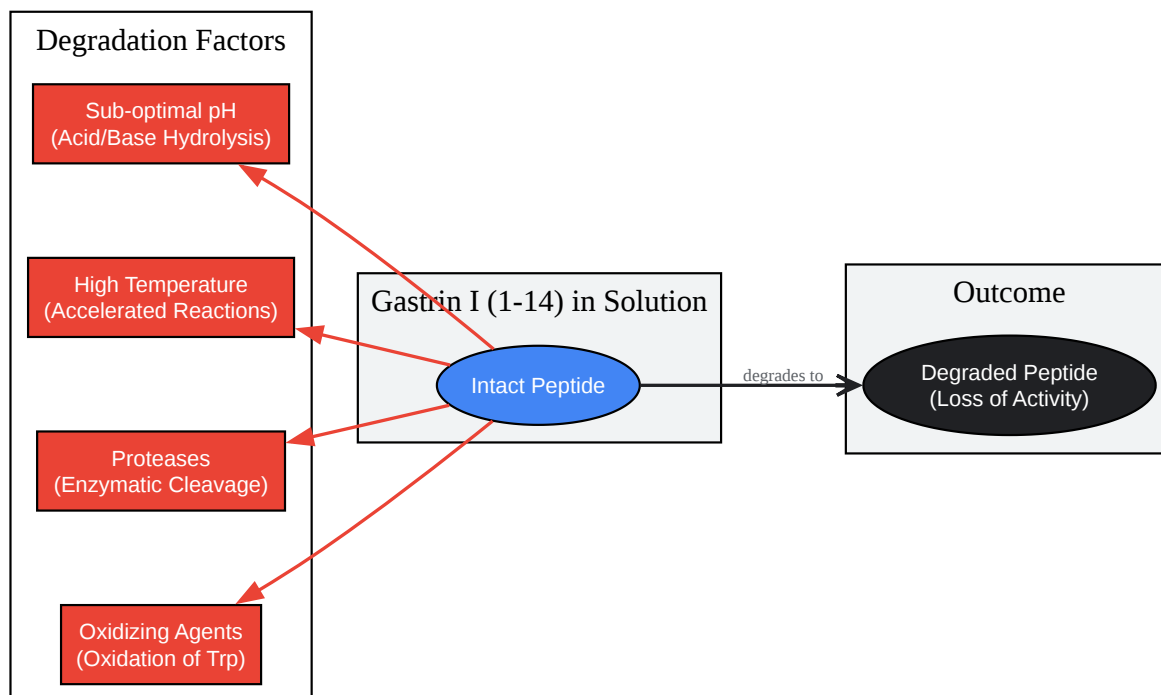 Degradation Factors
Sub-optimal pH
(Acid/Base Hydrolysis)
High Temperature
(Accelerated Reactions)
Proteases
(Enzymatic Cleavage)
Oxidizing Agents
(Oxidation of Trp)
Gastrin I (1-14) in Solution
Intact Peptide
degrades to
Outcome
Degraded Peptide
(Loss of Activity)